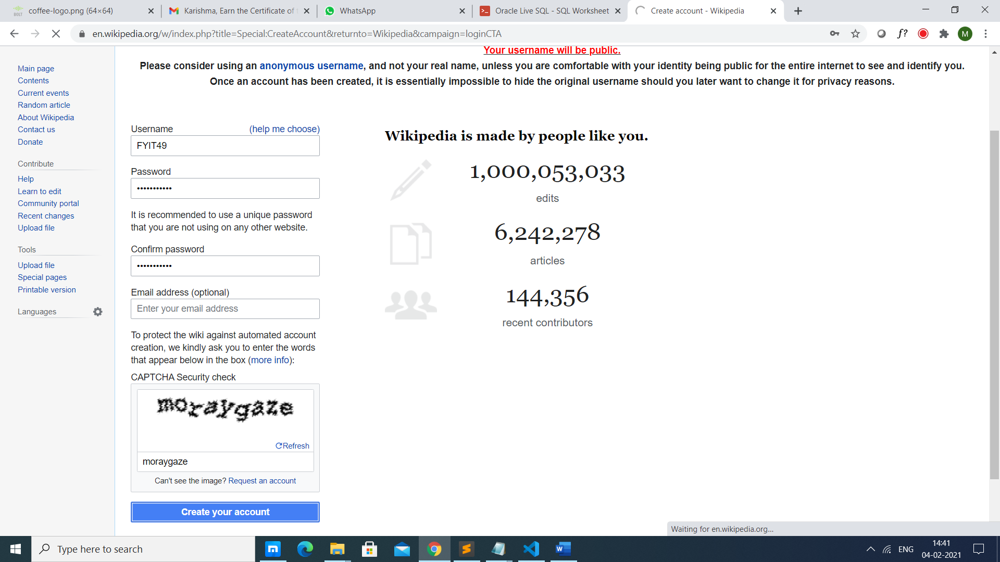 coffee-logo.png (64×64)
Karishma, Earn the Certificate of
WhatsApp
Oracle Live SQL - SQL Worksheet
Create account - Wikipedia
BOLT
en.wikipedia.org/w/index.php?title=Special:CreateAccount&returnto=Wikipedia&campaign=loginCTA
f?
M
Your username will be public.
Please consider using an anonymous username, and not your real name, unless you are comfortable with your identity being public for the entire internet to see and identify you.
Once an account has been created, it is essentially impossible to hide the original username should you later want to change it for privacy reasons.
Main page
Contents
Current events
Random article
About Wikipedia
Contact us
Donate
Contribute
Help
Learn to edit
Community portal
Recent changes
Upload file
Tools
Upload file
Special pages
Printable version
Languages
Username (help me choose)
FYIT49
Password
•••••••••••
It is recommended to use a unique password
that you are not using on any other website.
Confirm password
•••••••••••
Email address (optional)
Enter your email address
To protect the wiki against automated account
creation, we kindly ask you to enter the words
that appear below in the box (more info):
CAPTCHA Security check
moraygaze
Refresh
moraygaze
Can't see the image? Request an account
Create your account
Wikipedia is made by people like you.
1,000,053,033
edits
6,242,278
articles
144,356
recent contributors
Waiting for en.wikipedia.org...
Type here to search
ENG
14:41
04-02-2021